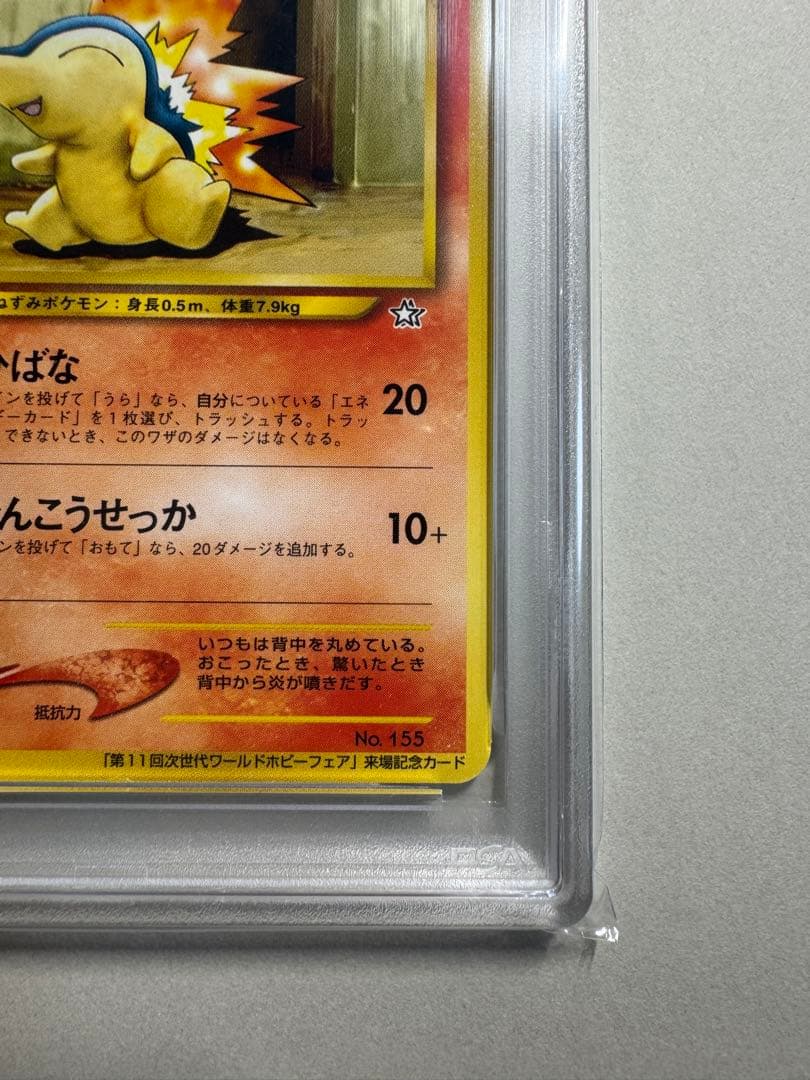 ねずみポケモン：身長0.5m、体重7.9kg
ひばな
インを投げて「うら」なら、自分についている「エネ
ギーカード」を1枚選び、トラッシュする。トラッ
できないとき、このワザのダメージはなくなる。
20
んこうせっか
ンを投げて「おもて」なら、20ダメージを追加する。
10+
いつもは背中を丸めている。
おこったとき、驚いたとき
背中から炎が噴きだす。
抵抗力
No. 155
「第11回次世代ワールドホビーフェア」来場記念カード
PSA